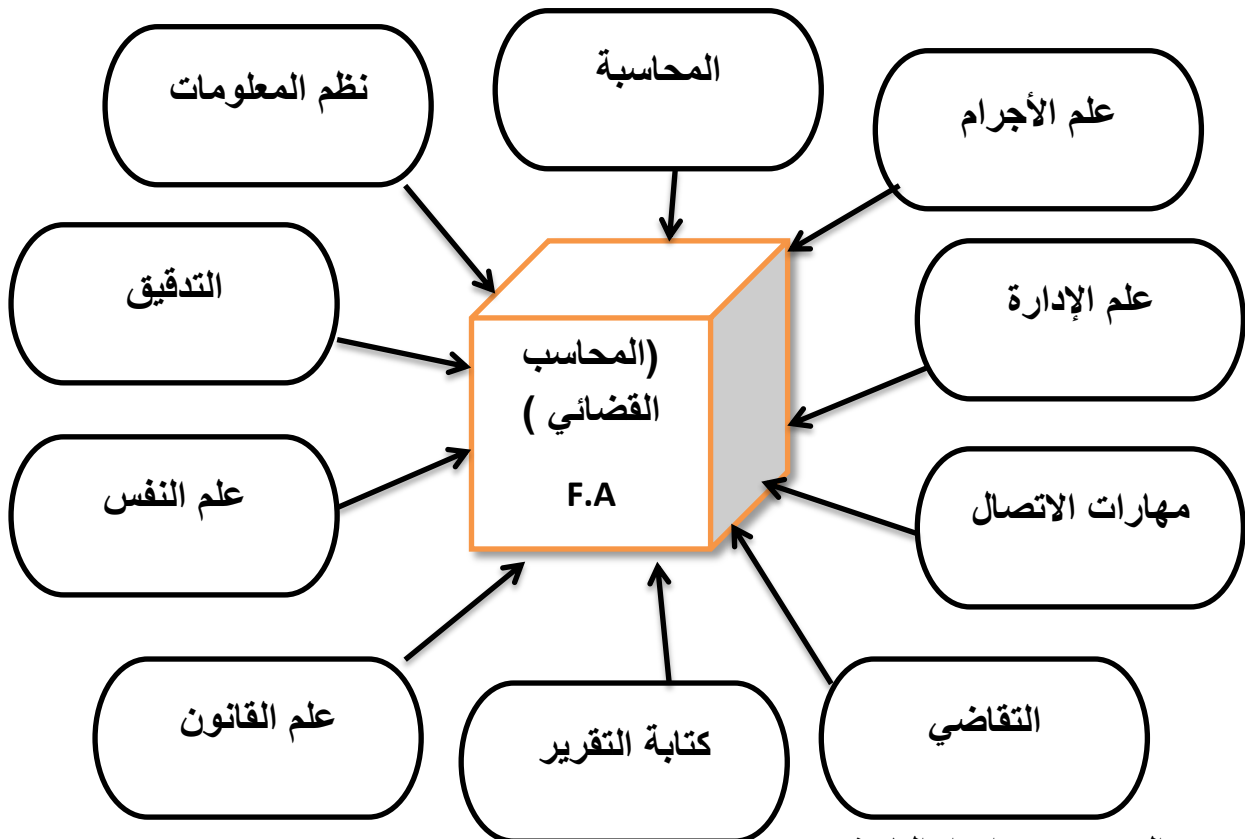 المحاسبة
علم الأجرام
نظم المعلومات
علم الإدارة
التدقيق
(المحاسب
القضائي )
F.A
مهارات الاتصال
علم النفس
التقاضي
كتابة التقرير
علم القانون